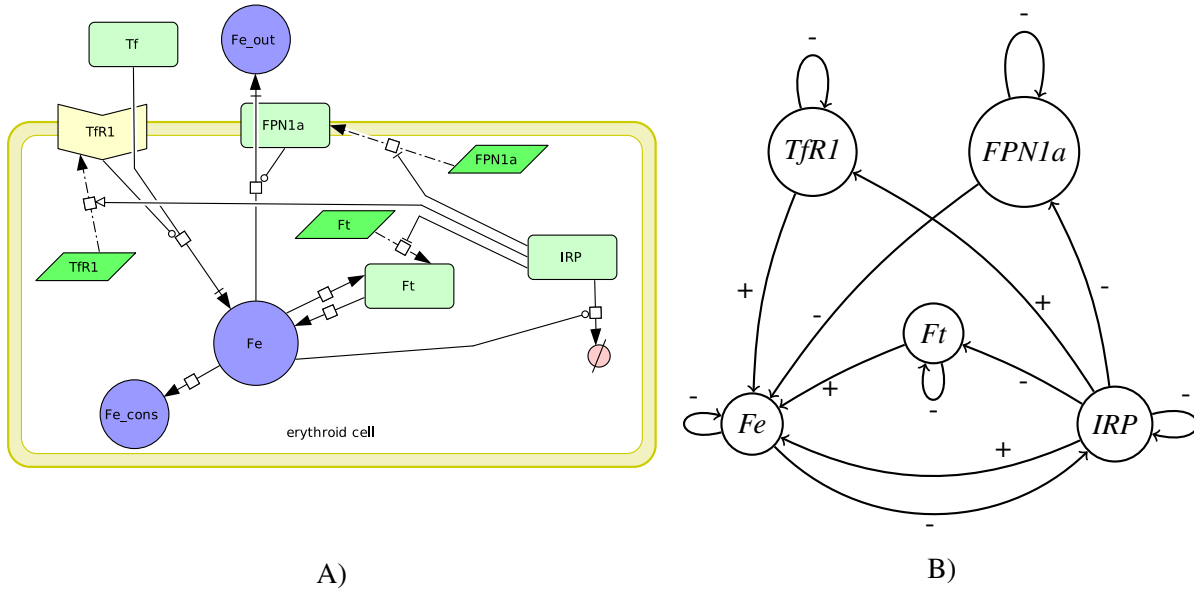 Tf
Fe_out
TfR1
FPN1a
FPN1a
Ft
IRP
TfR1
Ft
Fe
Fe_cons
erythroid cell
A)
-
-
TfR1
FPN1a
+
-
+
-
Ft
+
-
-
-
Fe
IRP
-
+
-
B)